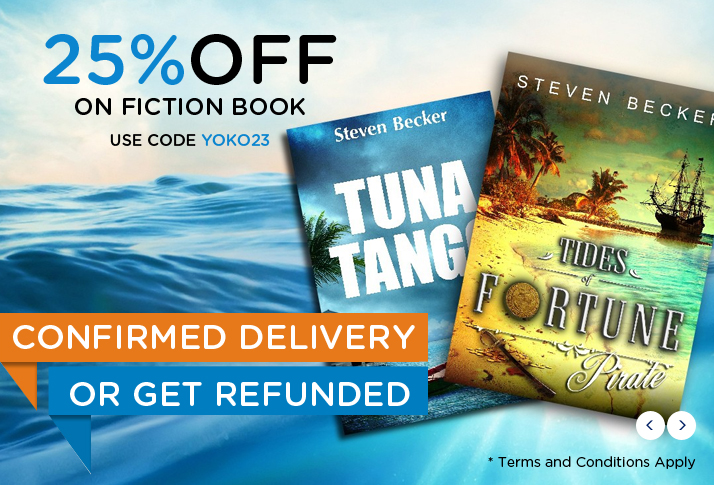 25%OFF
ON FICTION BOOK
USE CODE YOKO23
Steven Becker
TUNA
TANG
STEVEN BECKER
TIDES
of
FORTUNE
Pirate
CONFIRMED DELIVERY
OR GET REFUNDED
* Terms and Conditions Apply